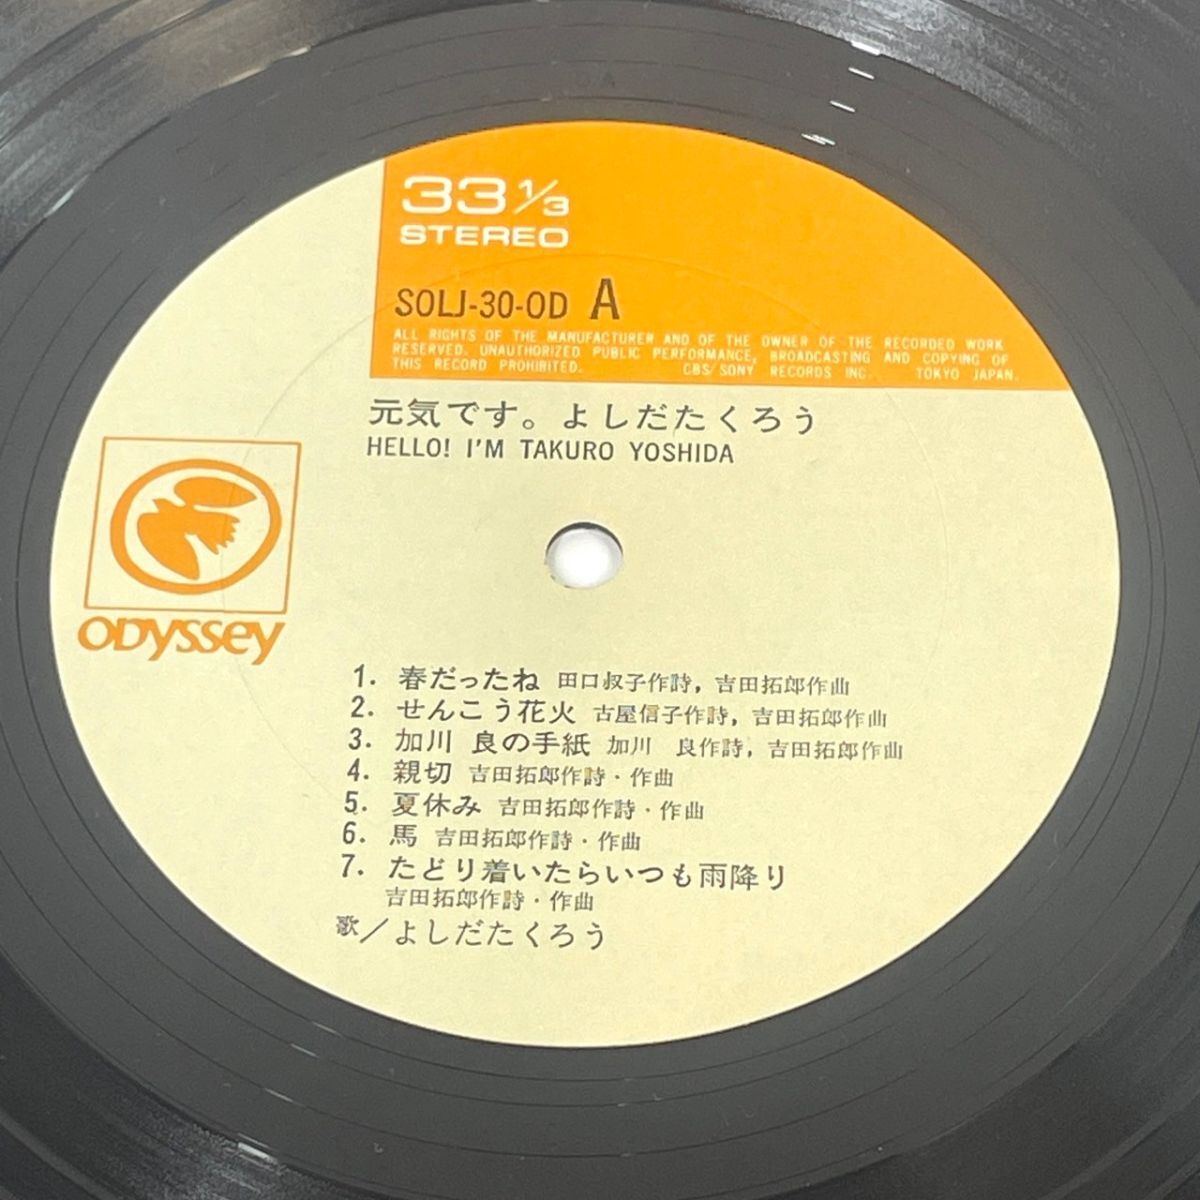 33 1/3
STEREO
SOLJ-30-OD A
ALL RIGHTS OF THE MANUFACTURER AND OF THE OWNER OF THE RECORDED WORK
RESERVED. UNAUTHORIZED PUBLIC PERFORMANCE, BROADCASTING AND COPYING OF
THIS RECORD PROHIBITED. CBS/SONY RECORDS INC. TOKYO JAPAN.
元気です。よしだたくろう
HELLO! I'M TAKURO YOSHIDA
ODYSSEY
1. 春だったね 田口叔子作詩，吉田拓郎作曲
2. せんこう花火 古屋信子作詩，吉田拓郎作曲
3. 加川 良の手紙 加川 良作詩，吉田拓郎作曲
4. 親切 吉田拓郎作詩・作曲
5. 夏休み 吉田拓郎作詩・作曲
6. 馬 吉田拓郎作詩・作曲
7. たどり着いたらいつも雨降り
吉田拓郎作詩・作曲
歌／よしだたくろう